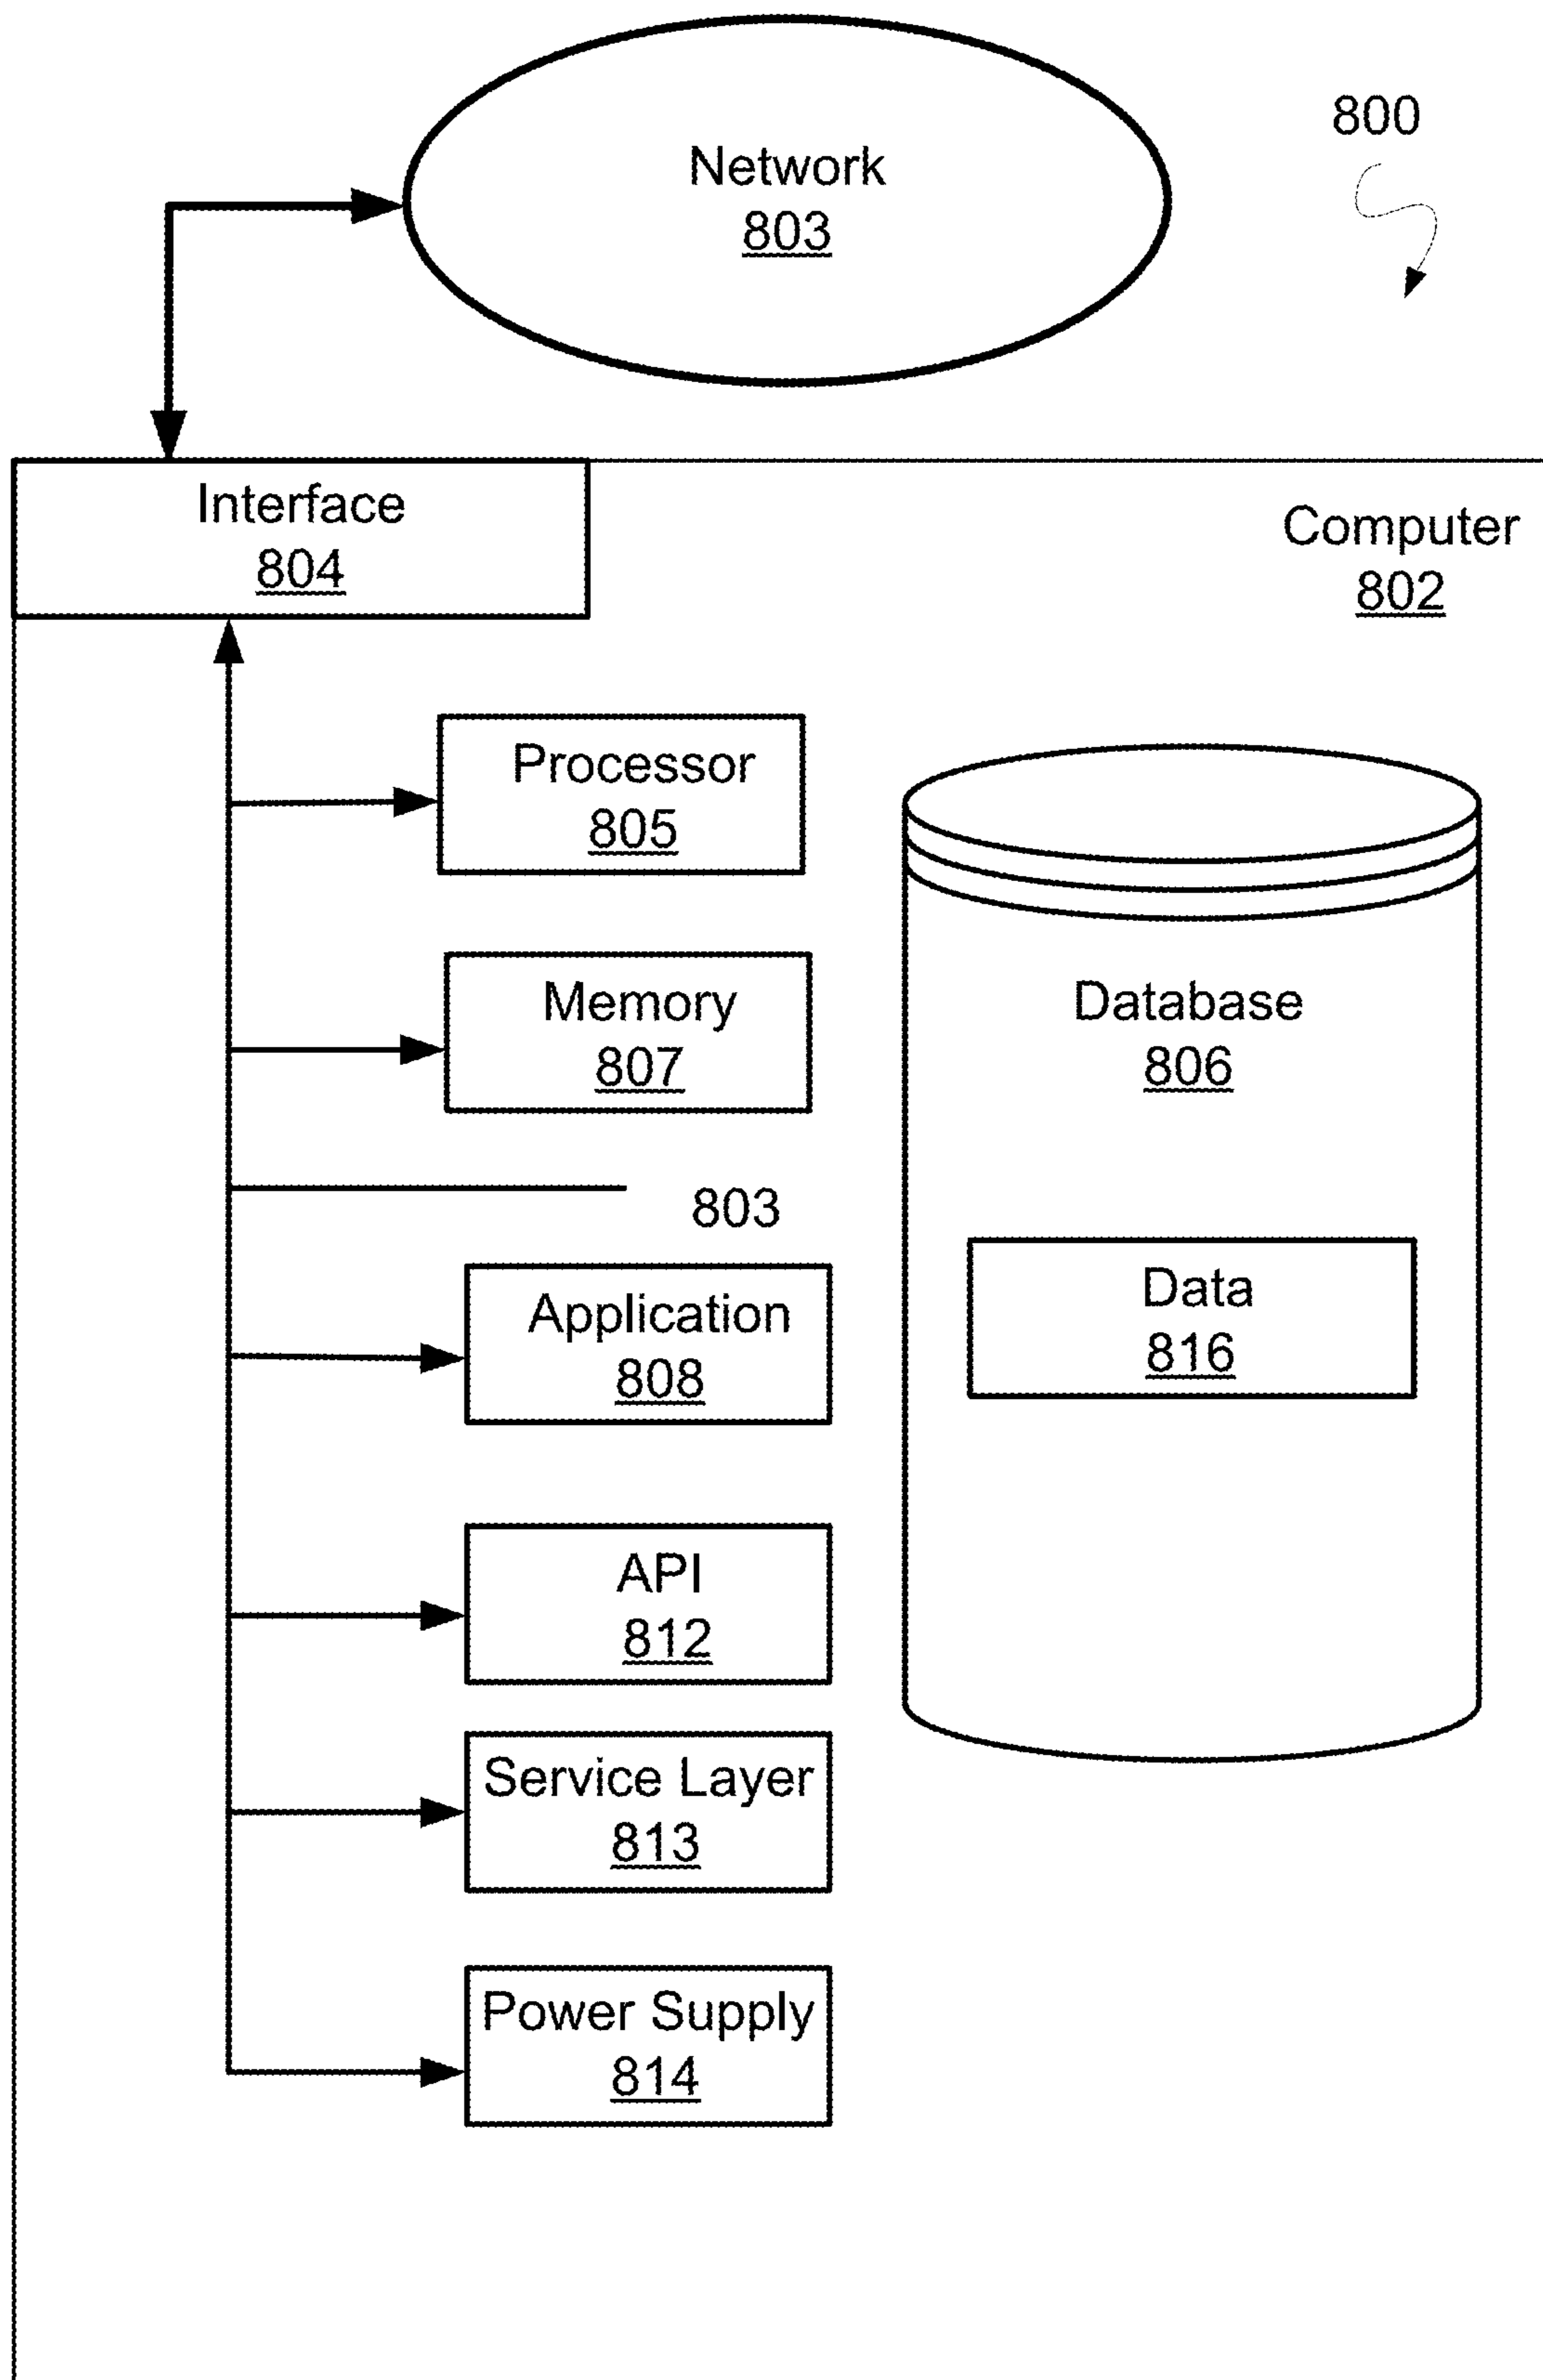 800
Network
803
Interface
804
Computer
802
Processor
805
Memory
807
Database
806
803
Application
808
Data
816
API
812
Service Layer
813
Power Supply
814